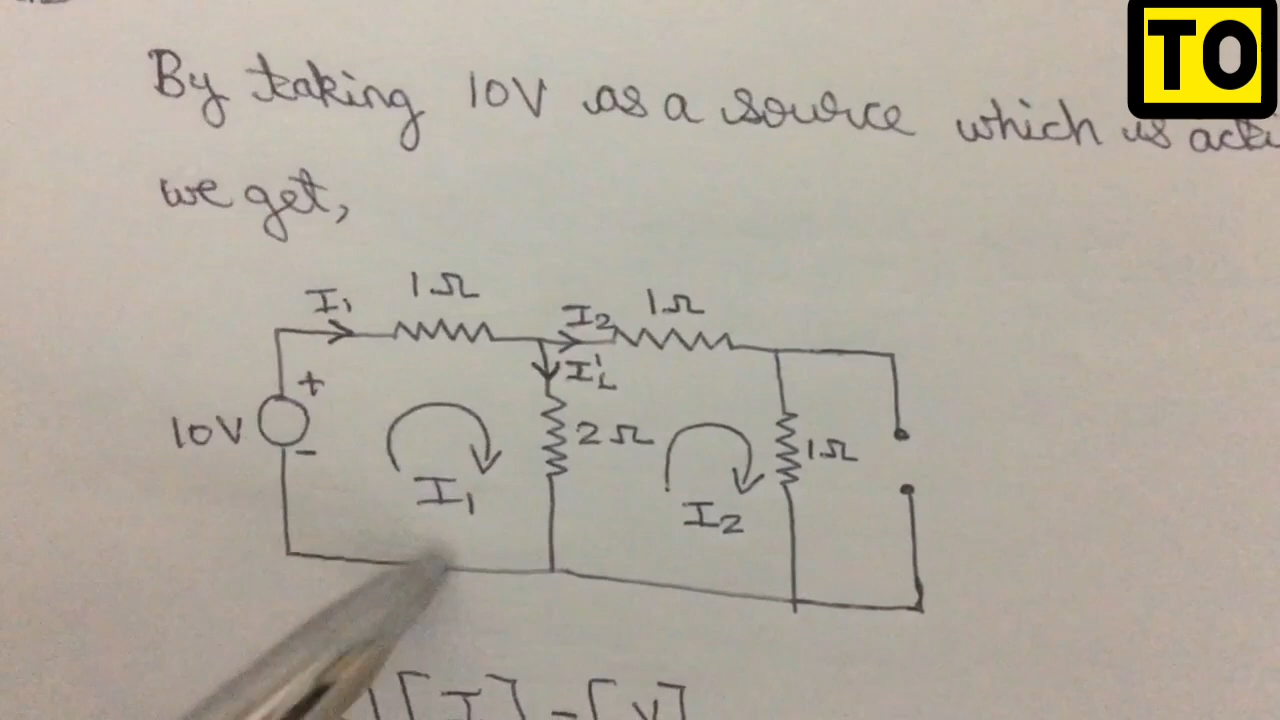 TO
By taking 10V as a source which is acti
we get,
I1 1Ω I2 1Ω
I'L
+
10V 2Ω 1Ω
-
I1 I2
[I] = [V]